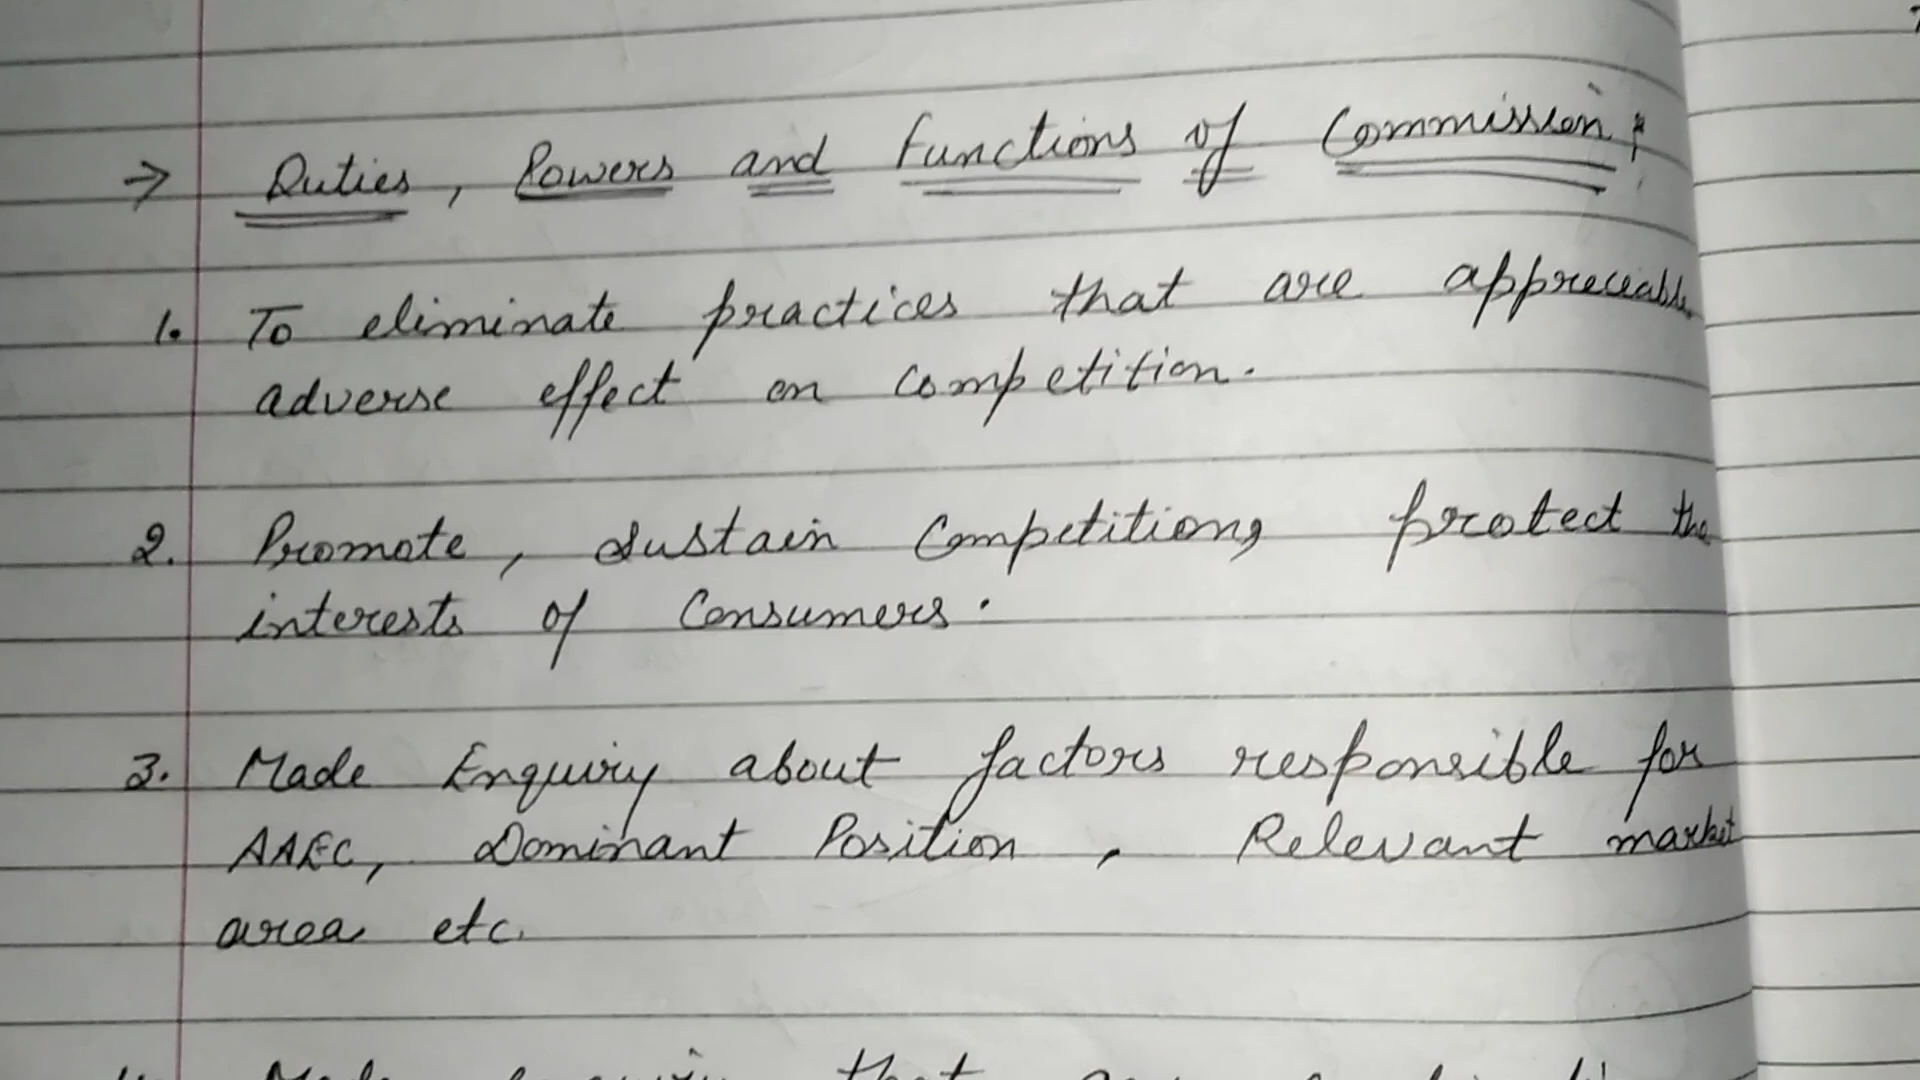 → Duties, Powers and functions of Commission:
1. To eliminate practices that are appreciable
adverse effect on competition.
2. Promote, sustain Competitions, protect the
interests of Consumers.
3. Made Enquiry about factors responsible for
AAEC, Dominant Position, Relevant market
area etc.